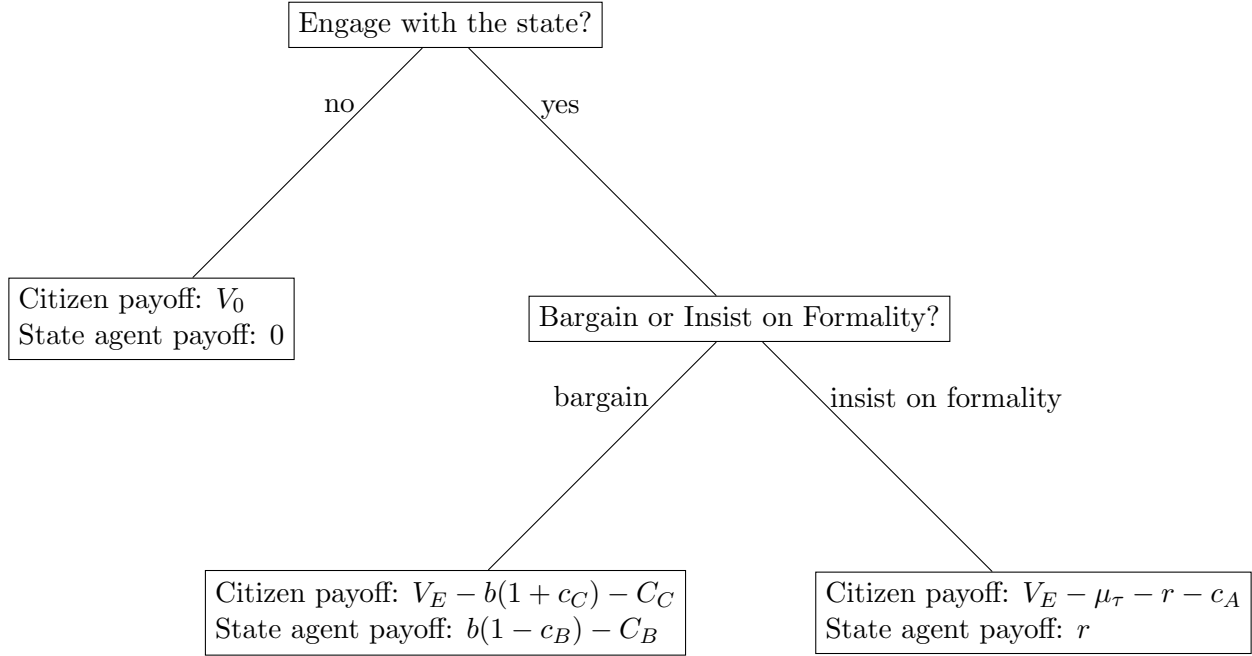 Engage with the state?
no
yes
Citizen payoff: V_0
State agent payoff: 0
Bargain or Insist on Formality?
bargain
insist on formality
Citizen payoff: V_E − b(1 + c_C) − C_C
State agent payoff: b(1 − c_B) − C_B
Citizen payoff: V_E − μ_τ − r − c_A
State agent payoff: r